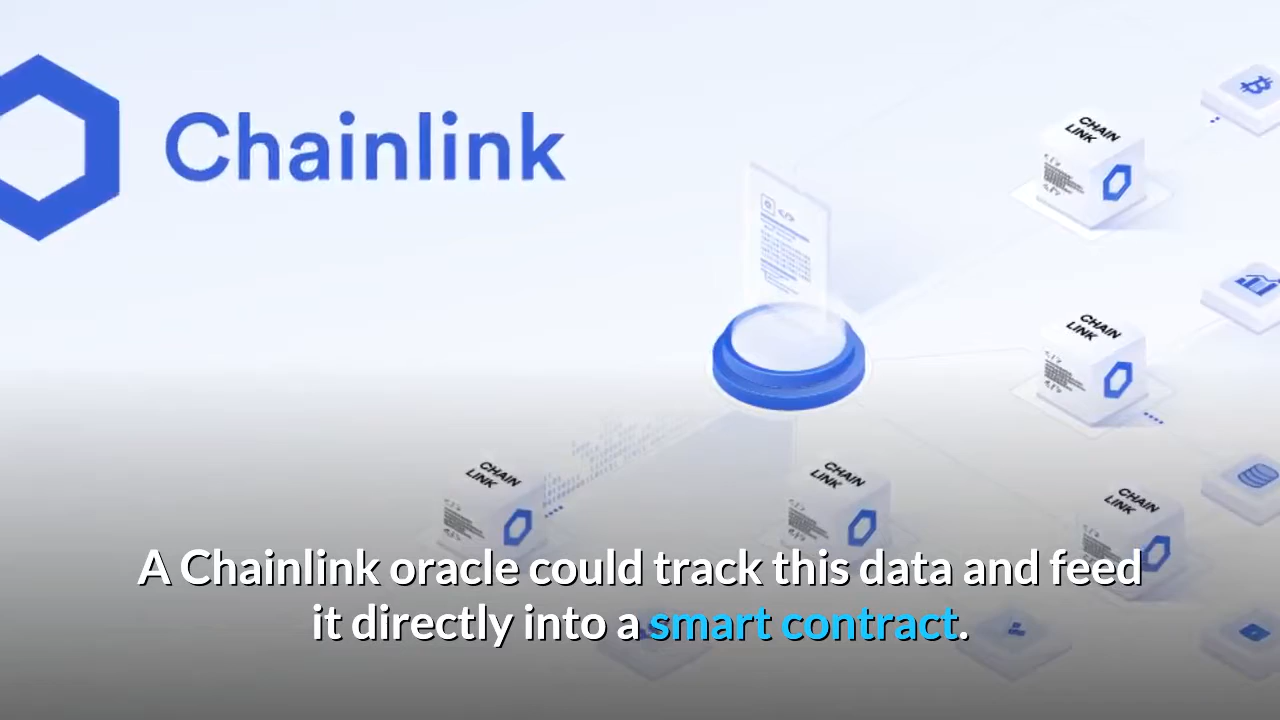 Chainlink
CHAIN
LINK
CHAIN
LINK
CHAIN
LINK
CHAIN
LINK
CHAIN
LINK
A Chainlink oracle could track this data and feed
it directly into a smart contract.